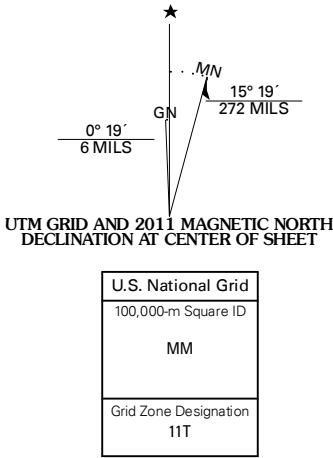 ★
MN
GN
15° 19´
272 MILS
0° 19´
6 MILS
UTM GRID AND 2011 MAGNETIC NORTH
DECLINATION AT CENTER OF SHEET
U.S. National Grid
100,000-m Square ID
MM
Grid Zone Designation
11T